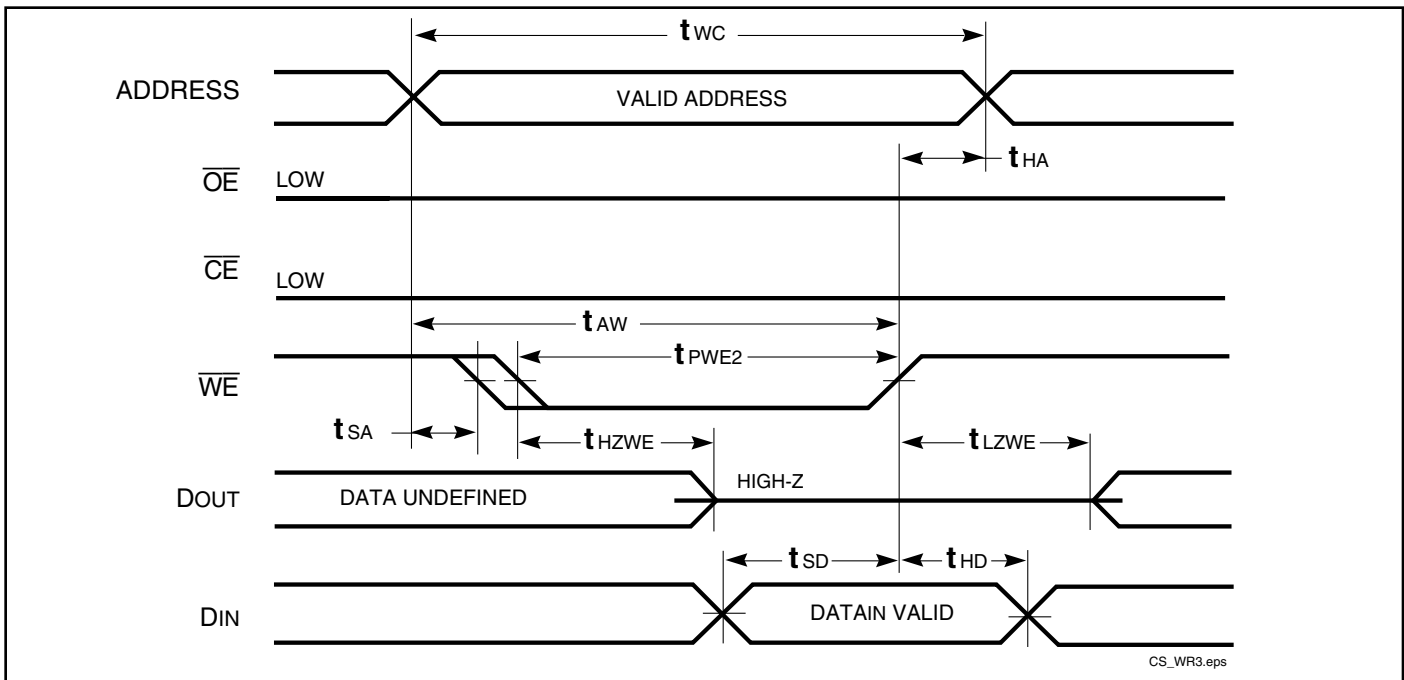 tWC
ADDRESS
VALID ADDRESS
tHA
OE
LOW
CE
LOW
tAW
tPWE2
WE
tSA
tHZWE
tLZWE
DOUT
DATA UNDEFINED
HIGH-Z
tSD
tHD
DIN
DATAIN VALID
CS_WR3.eps